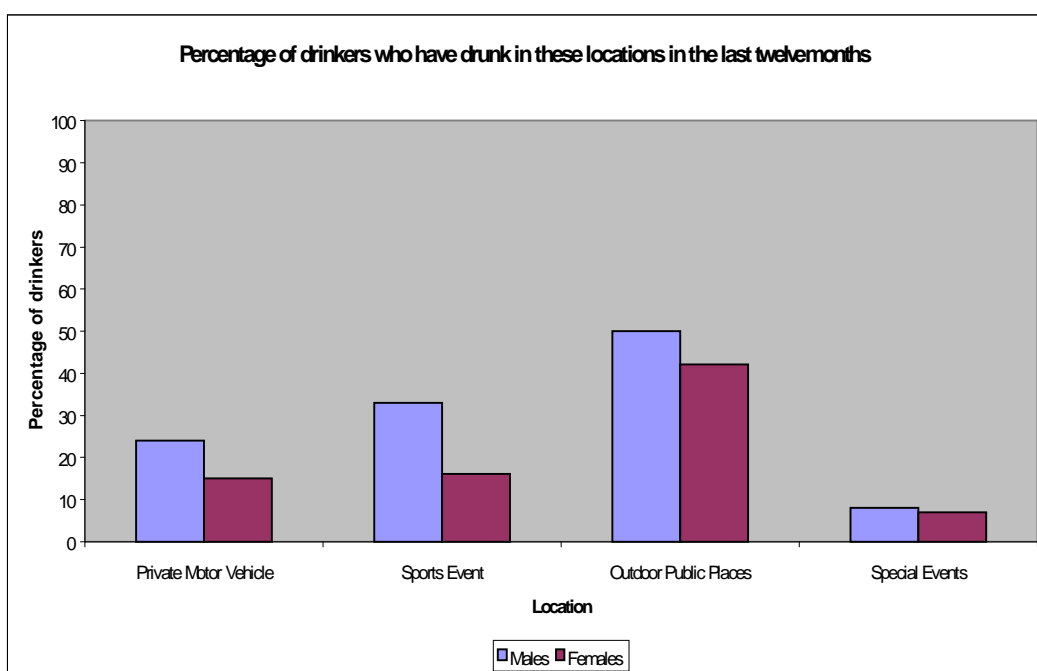 Percentage of drinkers who have drunk in these locations in the last twelvemonths
100
90
80
70
60
50
40
30
20
10
0
Percentage of drinkers
Private Motor Vehicle
Sports Event
Outdoor Public Places
Special Events
Location
Males
Females